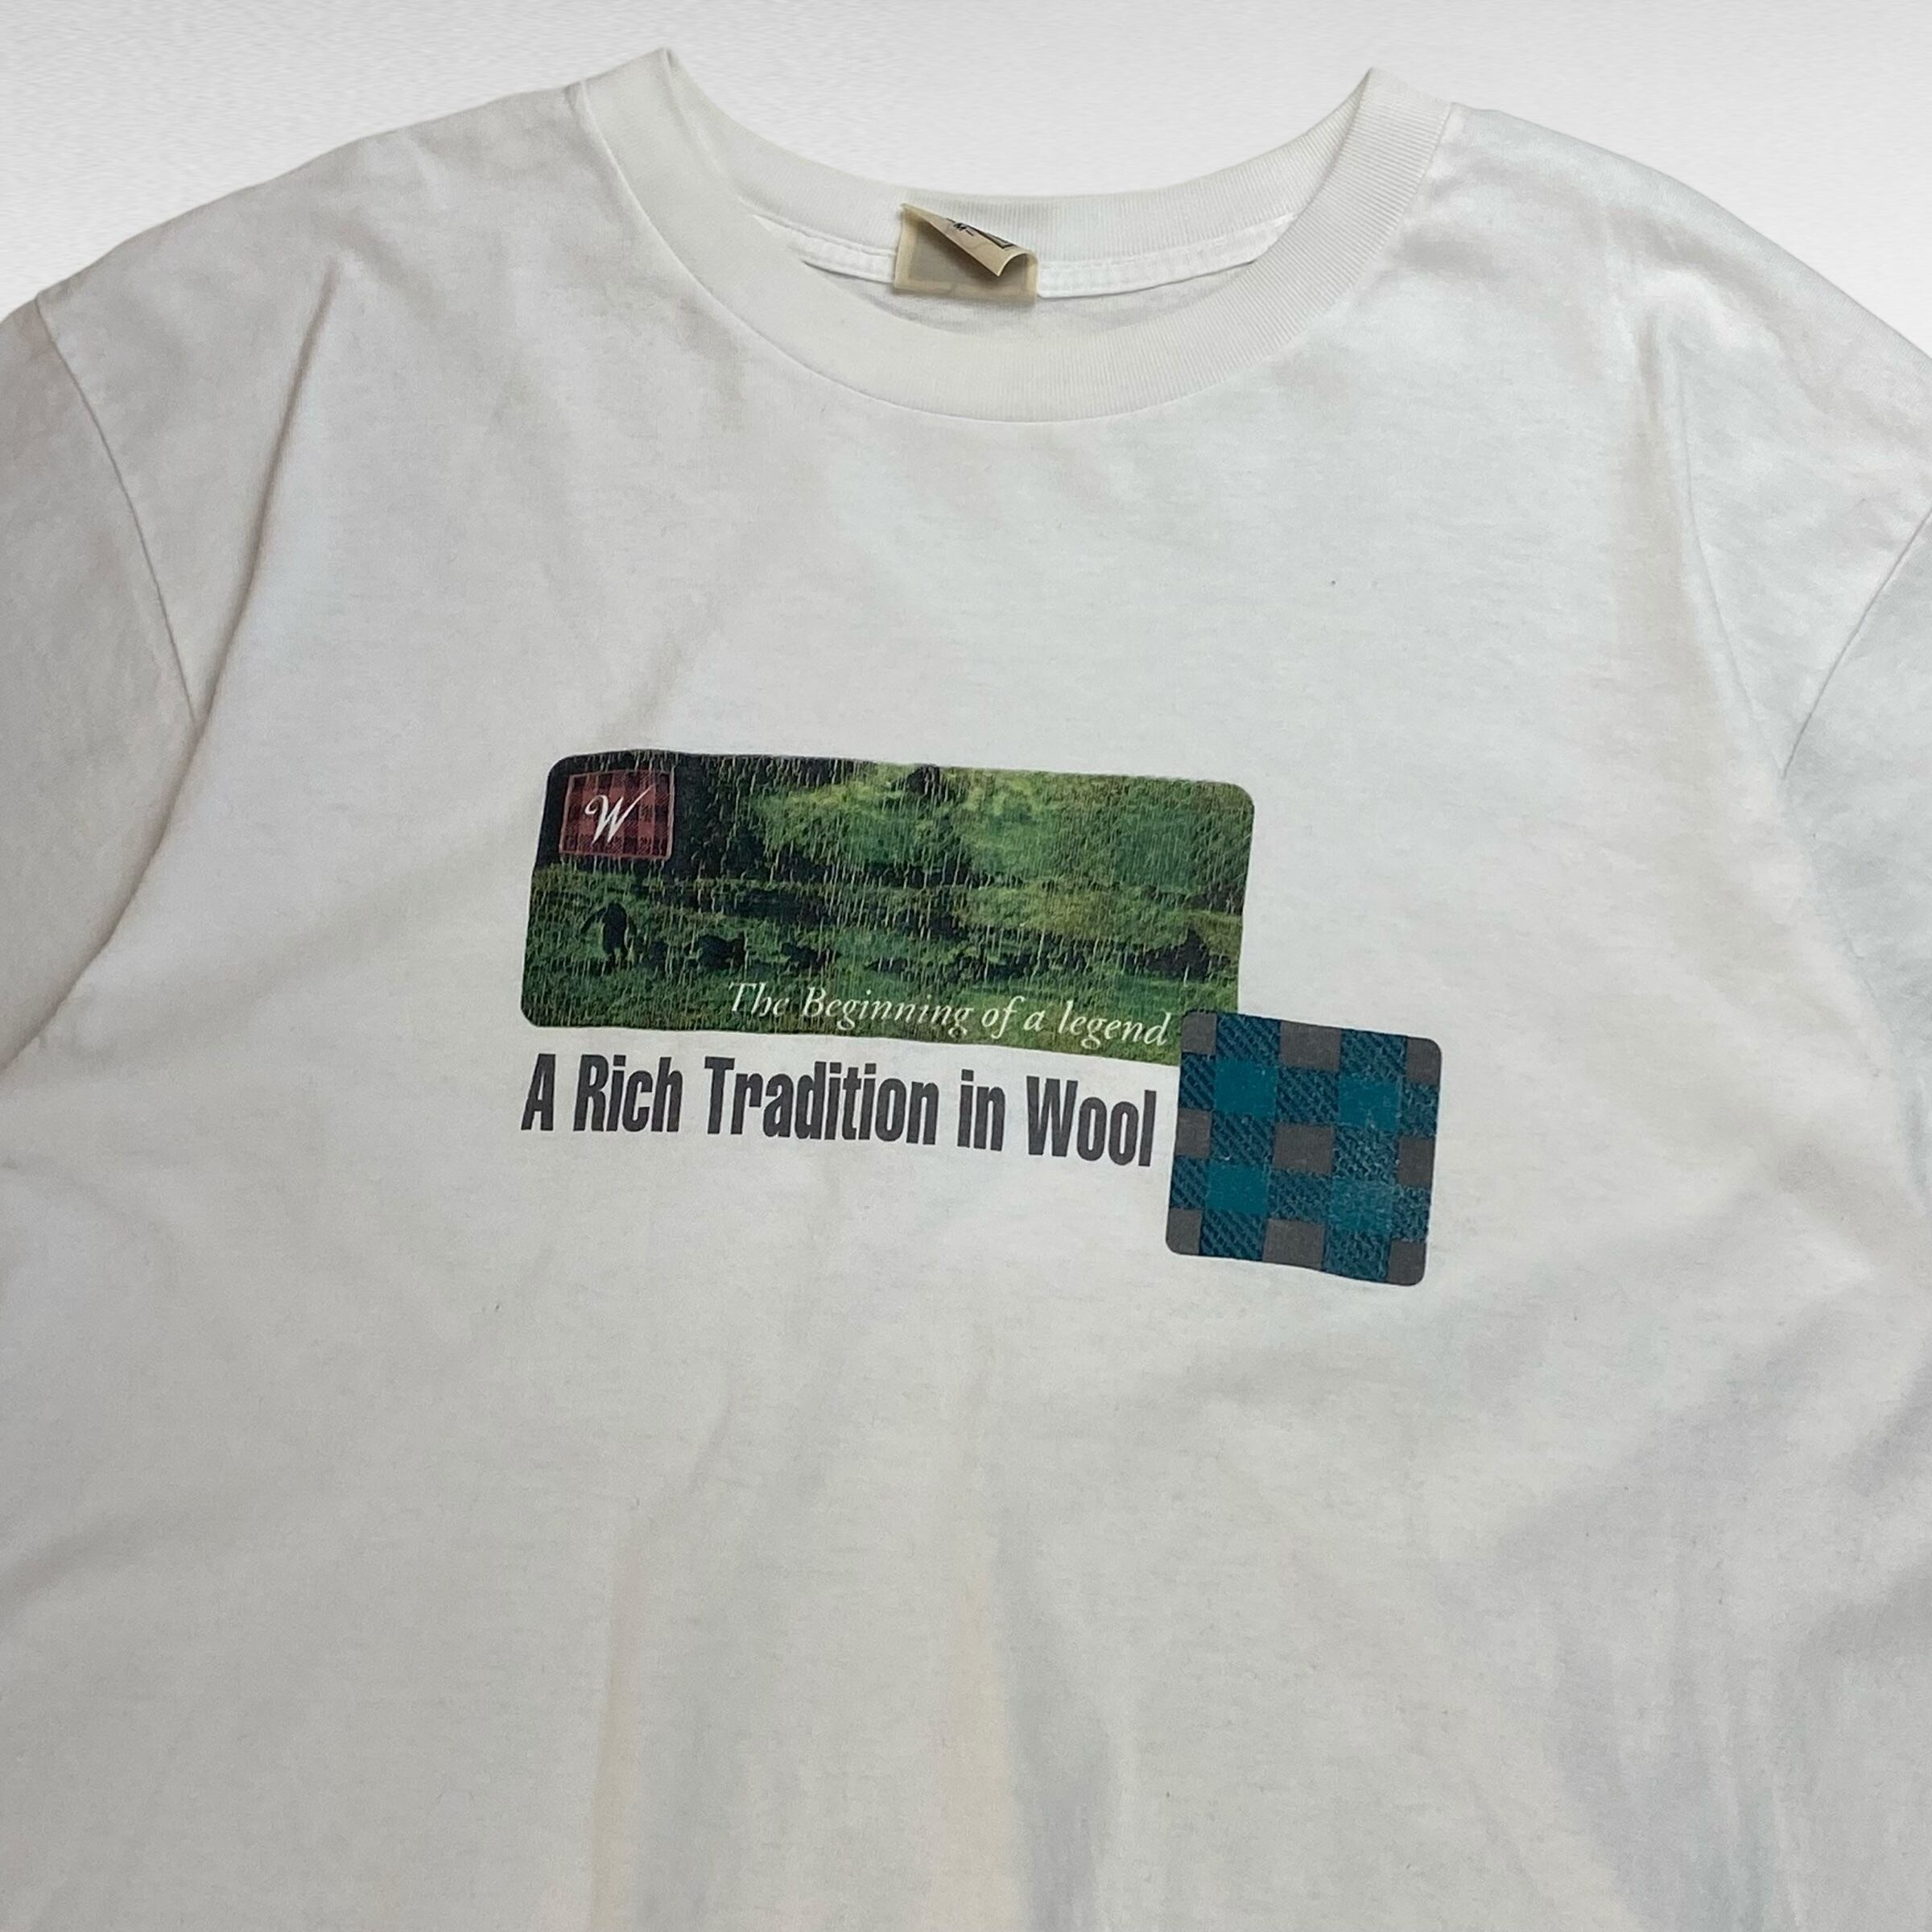 M
W
The Beginning of a legend
A Rich Tradition in Wool